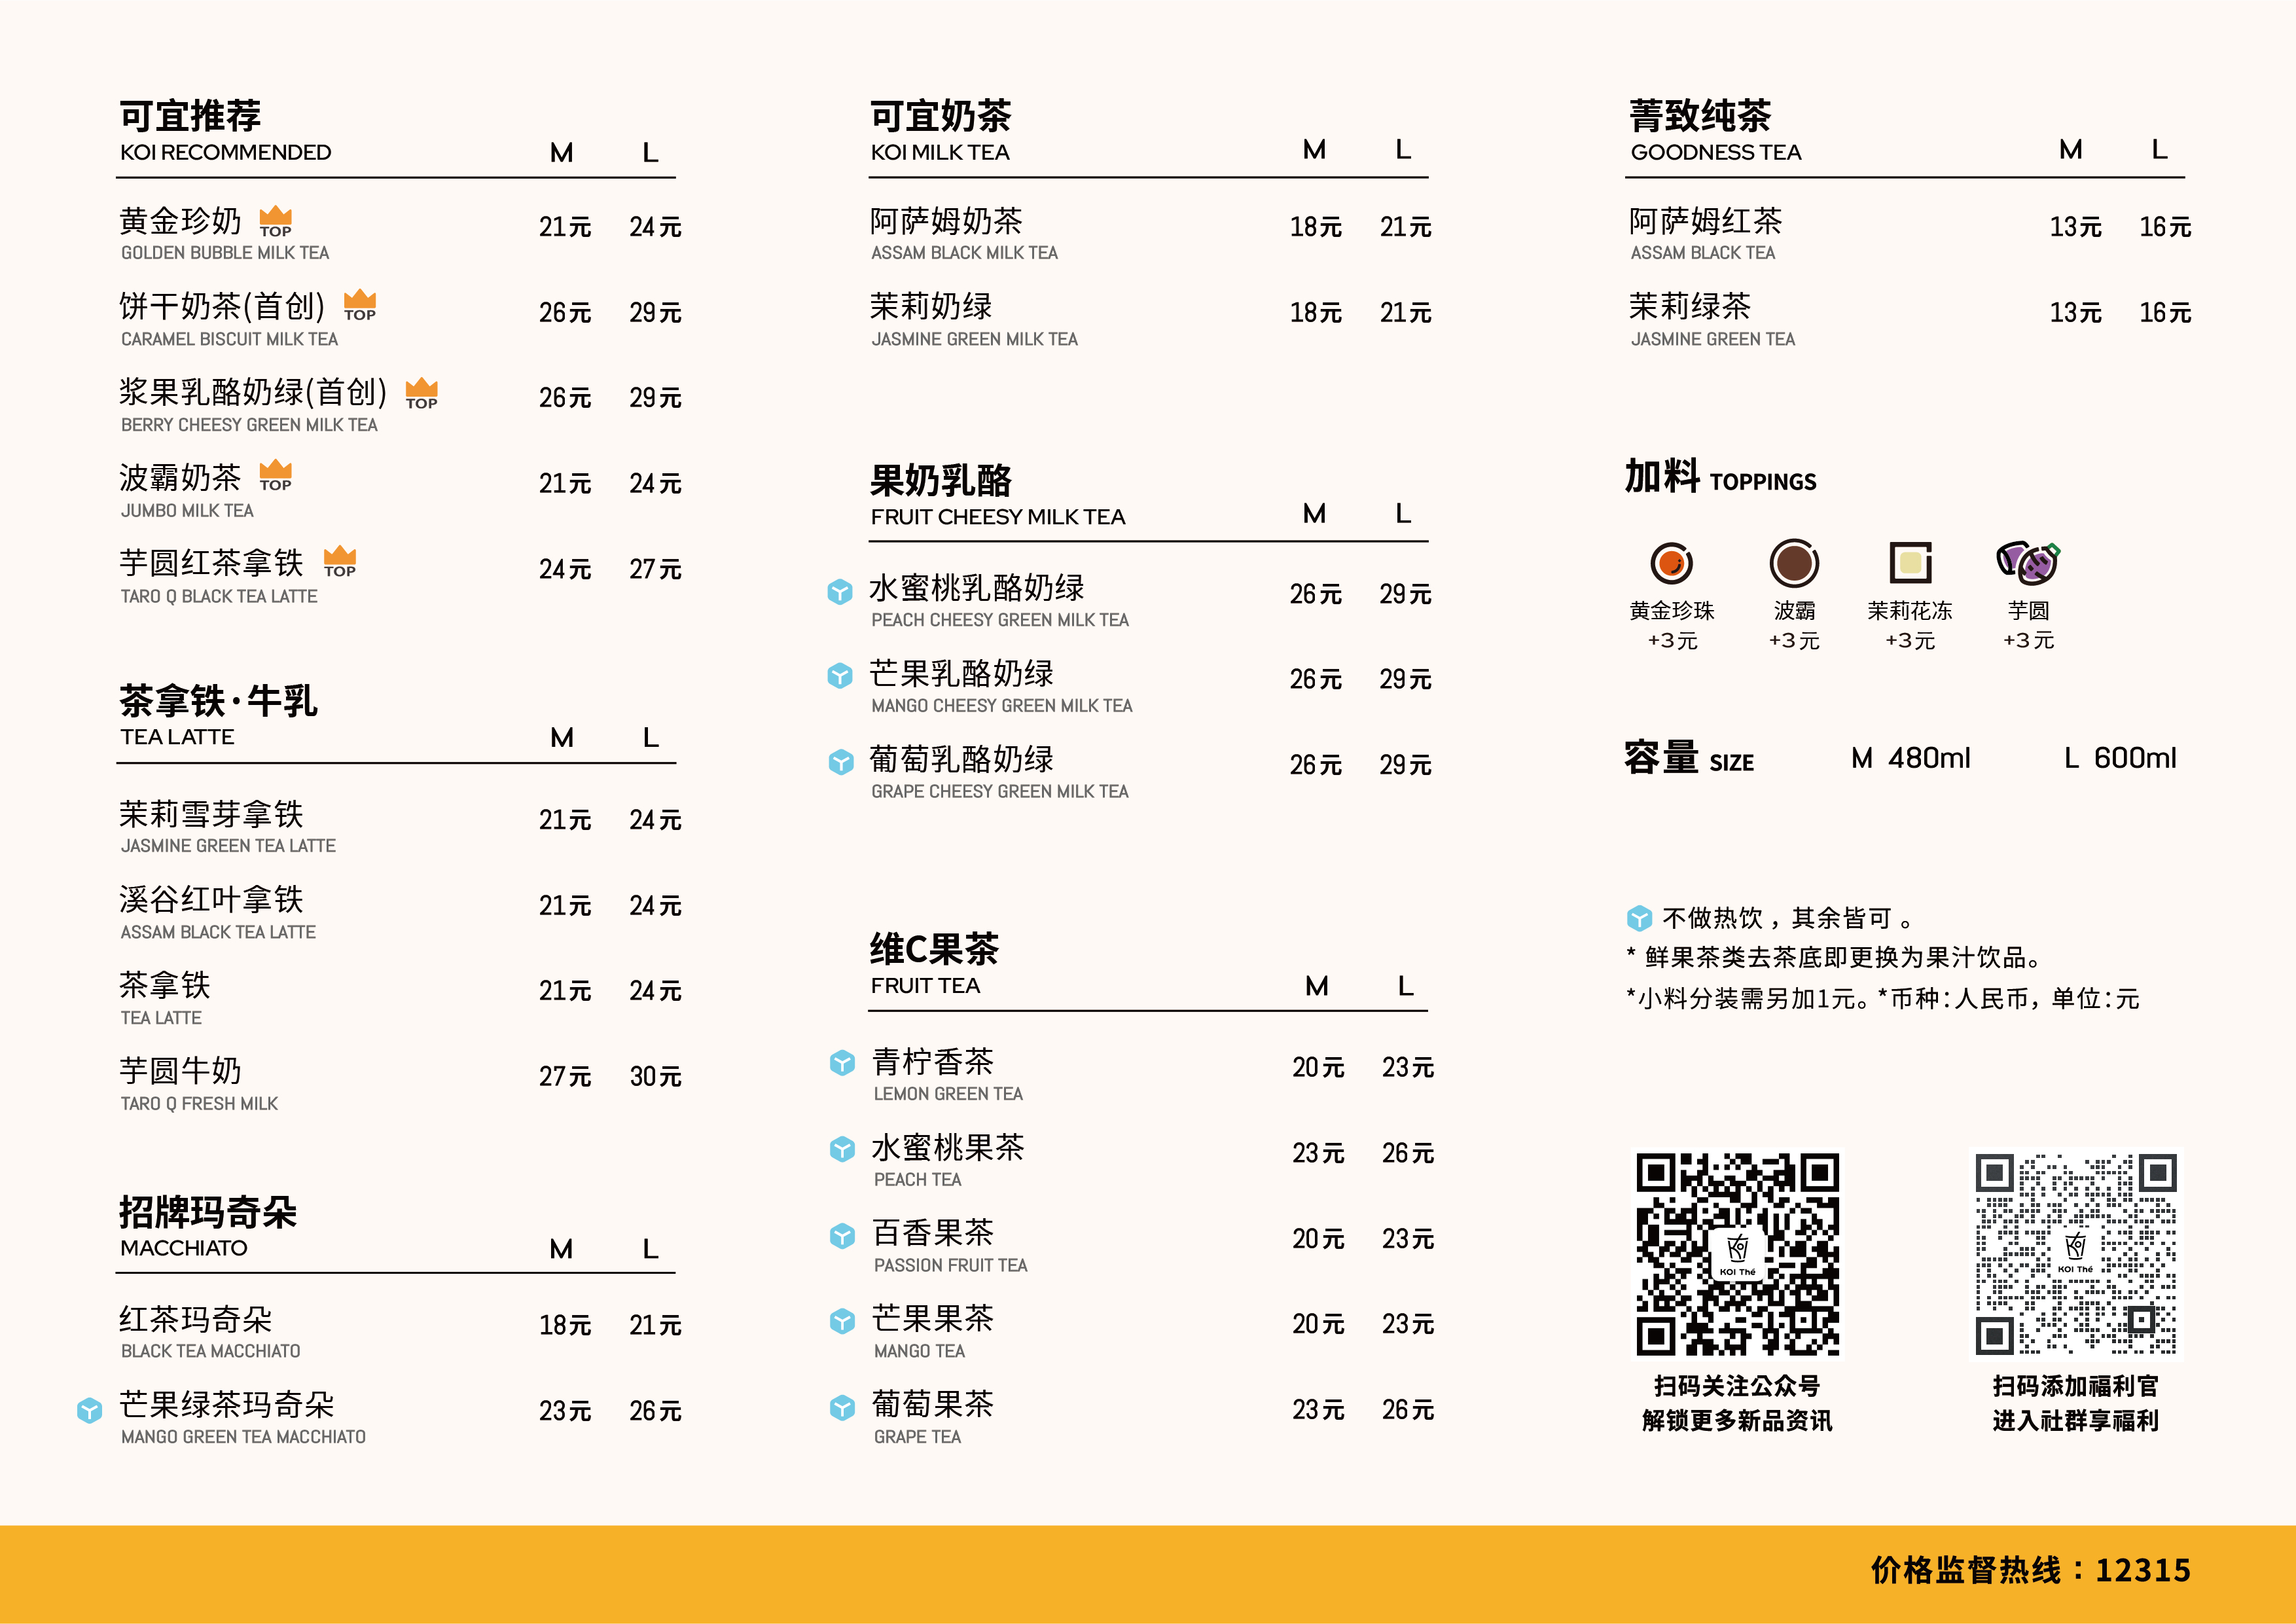 可宜推荐
KOI RECOMMENDED M L
黄金珍奶 TOP 21元 24元
GOLDEN BUBBLE MILK TEA
饼干奶茶(首创) TOP 26元 29元
CARAMEL BISCUIT MILK TEA
浆果乳酪奶绿(首创) TOP 26元 29元
BERRY CHEESY GREEN MILK TEA
波霸奶茶 TOP 21元 24元
JUMBO MILK TEA
芋圆红茶拿铁 TOP 24元 27元
TARO Q BLACK TEA LATTE
茶拿铁·牛乳
TEA LATTE M L
茉莉雪芽拿铁 21元 24元
JASMINE GREEN TEA LATTE
溪谷红叶拿铁 21元 24元
ASSAM BLACK TEA LATTE
茶拿铁 21元 24元
TEA LATTE
芋圆牛奶 27元 30元
TARO Q FRESH MILK
招牌玛奇朵
MACCHIATO M L
红茶玛奇朵 18元 21元
BLACK TEA MACCHIATO
芒果绿茶玛奇朵 23元 26元
MANGO GREEN TEA MACCHIATO
可宜奶茶
KOI MILK TEA M L
阿萨姆奶茶 18元 21元
ASSAM BLACK MILK TEA
茉莉奶绿 18元 21元
JASMINE GREEN MILK TEA
果奶乳酪
FRUIT CHEESY MILK TEA M L
水蜜桃乳酪奶绿 26元 29元
PEACH CHEESY GREEN MILK TEA
芒果乳酪奶绿 26元 29元
MANGO CHEESY GREEN MILK TEA
葡萄乳酪奶绿 26元 29元
GRAPE CHEESY GREEN MILK TEA
维C果茶
FRUIT TEA M L
青柠香茶 20元 23元
LEMON GREEN TEA
水蜜桃果茶 23元 26元
PEACH TEA
百香果茶 20元 23元
PASSION FRUIT TEA
芒果果茶 20元 23元
MANGO TEA
葡萄果茶 23元 26元
GRAPE TEA
菁致纯茶
GOODNESS TEA M L
阿萨姆红茶 13元 16元
ASSAM BLACK TEA
茉莉绿茶 13元 16元
JASMINE GREEN TEA
加料 TOPPINGS
黄金珍珠 波霸 茉莉花冻 芋圆
+3元 +3元 +3元 +3元
容量 SIZE M 480ml L 600ml
不做热饮，其余皆可。
* 鲜果茶类去茶底即更换为果汁饮品。
*小料分装需另加1元。*币种：人民币，单位：元
KOI Thé KOI Thé
扫码关注公众号 扫码添加福利官
解锁更多新品资讯 进入社群享福利
价格监督热线：12315